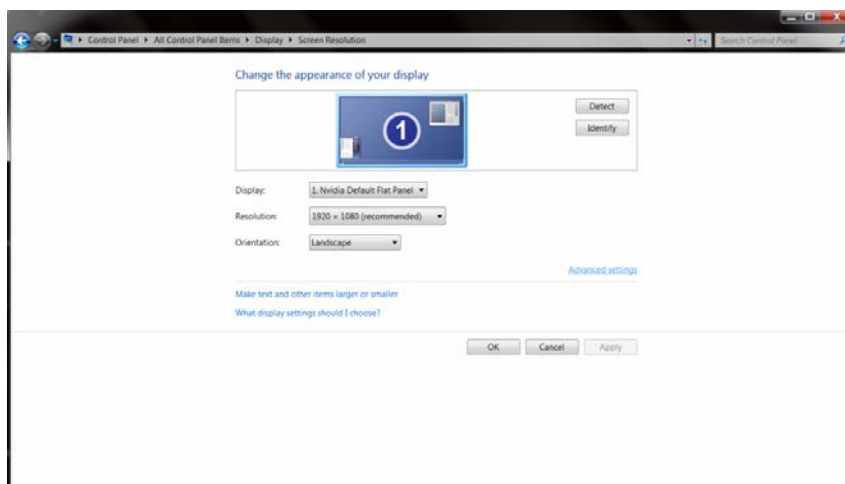 Control Panel ▸ All Control Panel Items ▸ Display ▸ Screen Resolution
Search Control Panel
Change the appearance of your display
1
Detect
Identify
Display: 1. Nvidia Default Flat Panel
Resolution: 1920 × 1080 (recommended)
Orientation: Landscape
Advanced settings
Make text and other items larger or smaller
What display settings should I choose?
OK Cancel Apply